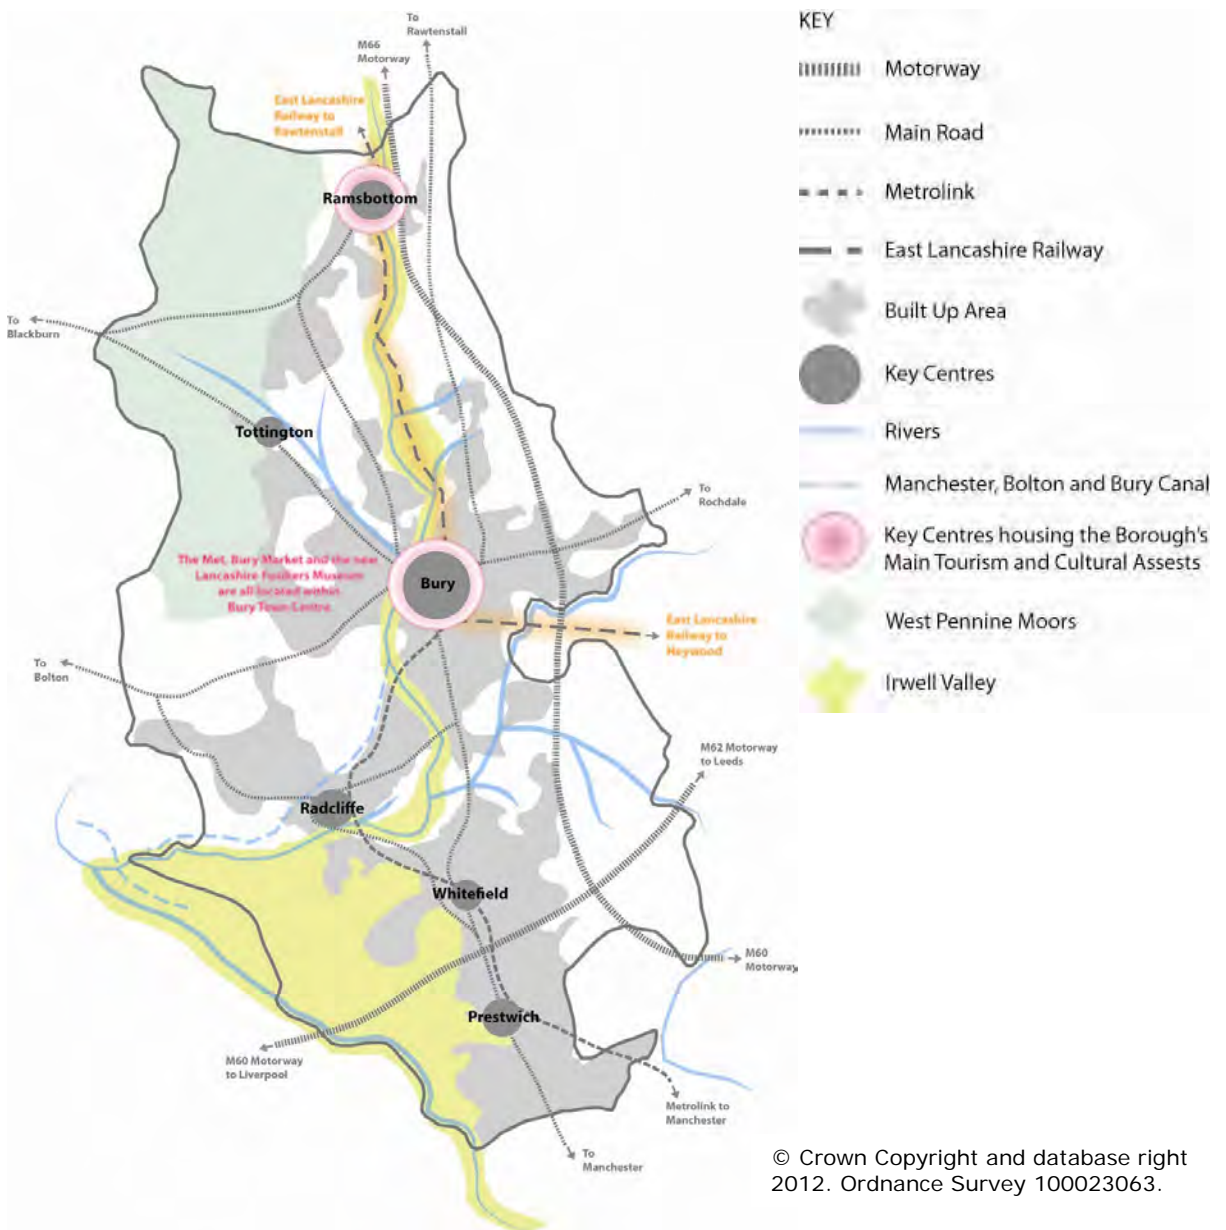 To
Rawtenstall
M66
Motorway
East Lancashire
Railway to
Rawtenstall
Ramsbottom
To
Blackburn
Tottington
To
Rochdale
The Met, Bury Market and the new
Lancashire Fusiliers Museum
are all located within
Bury Town Centre.
Bury
East Lancashire
Railway to
Heywood
To
Bolton
M62 Motorway
to Leeds
Radcliffe
Whitefield
M60
Motorway
Prestwich
M60 Motorway
to Liverpool
Metrolink to
Manchester
To
Manchester
KEY
Motorway
Main Road
Metrolink
East Lancashire Railway
Built Up Area
Key Centres
Rivers
Manchester, Bolton and Bury Canal
Key Centres housing the Borough's
Main Tourism and Cultural Assests
West Pennine Moors
Irwell Valley
© Crown Copyright and database right
2012. Ordnance Survey 100023063.